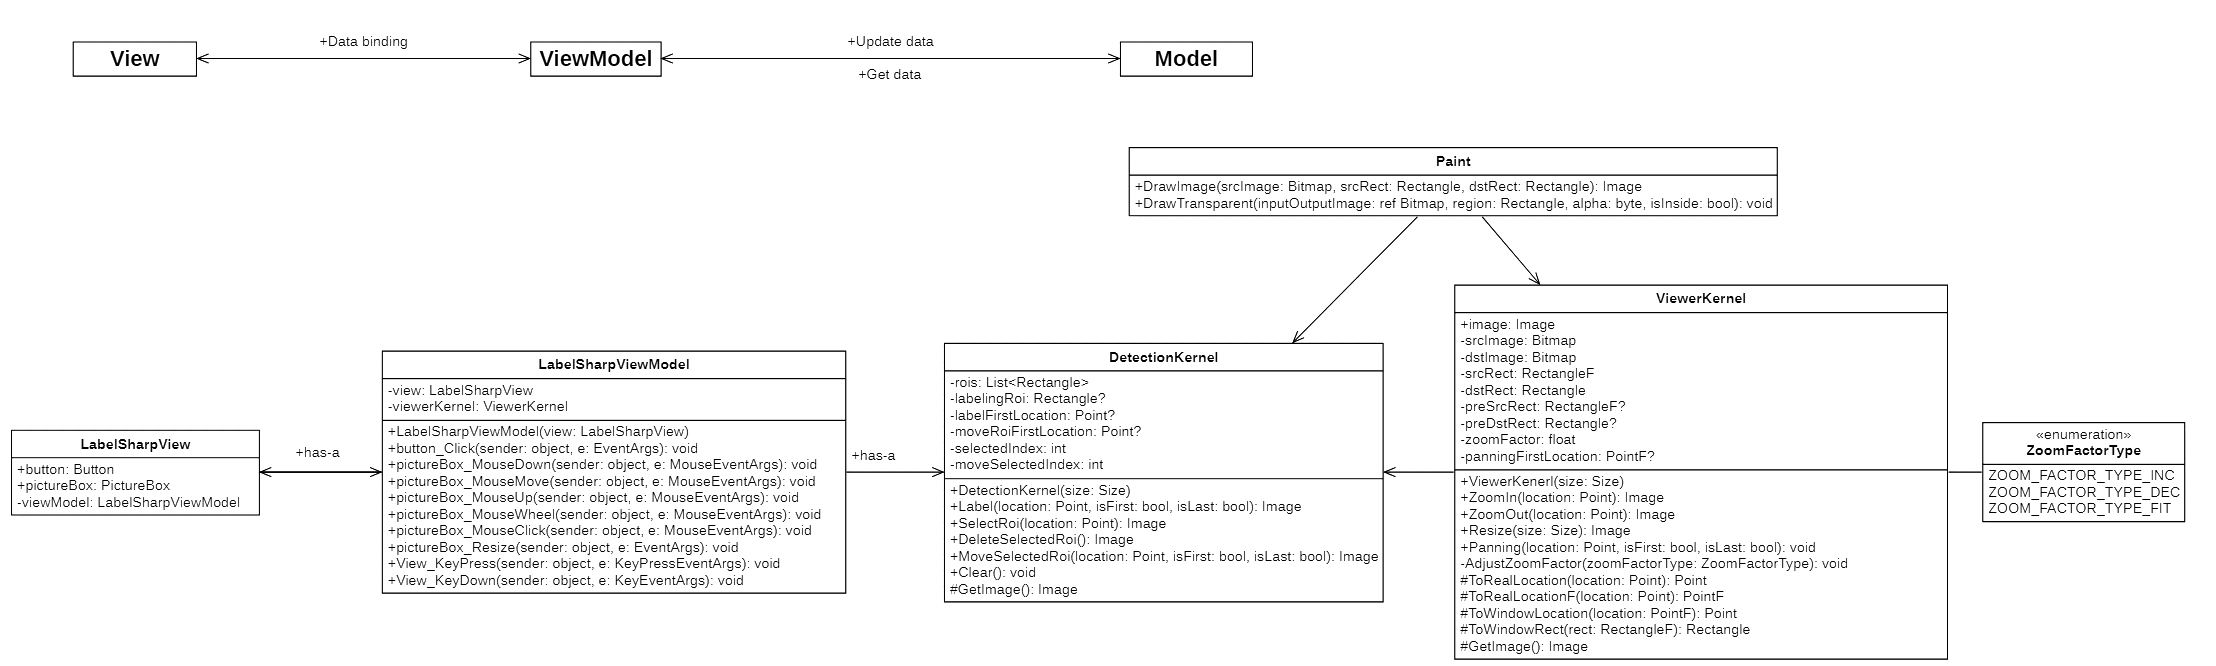 +Data binding
+Update data
View
ViewModel
Model
+Get data
Paint
+DrawImage(srcImage: Bitmap, srcRect: Rectangle, dstRect: Rectangle): Image
+DrawTransparent(inputOutputImage: ref Bitmap, region: Rectangle, alpha: byte, isInside: bool): void
LabelSharpView
+button: Button
+pictureBox: PictureBox
-viewModel: LabelSharpViewModel
+has-a
LabelSharpViewModel
-view: LabelSharpView
-viewerKernel: ViewerKernel
+LabelSharpViewModel(view: LabelSharpView)
+button_Click(sender: object, e: EventArgs): void
+pictureBox_MouseDown(sender: object, e: MouseEventArgs): void
+pictureBox_MouseMove(sender: object, e: MouseEventArgs): void
+pictureBox_MouseUp(sender: object, e: MouseEventArgs): void
+pictureBox_MouseWheel(sender: object, e: MouseEventArgs): void
+pictureBox_MouseClick(sender: object, e: MouseEventArgs): void
+pictureBox_Resize(sender: object, e: EventArgs): void
+View_KeyPress(sender: object, e: KeyPressEventArgs): void
+View_KeyDown(sender: object, e: KeyEventArgs): void
+has-a
DetectionKernel
-rois: List<Rectangle>
-labelingRoi: Rectangle?
-labelFirstLocation: Point?
-moveRoiFirstLocation: Point?
-selectedIndex: int
-moveSelectedIndex: int
+DetectionKernel(size: Size)
+Label(location: Point, isFirst: bool, isLast: bool): Image
+SelectRoi(location: Point): Image
+DeleteSelectedRoi(): Image
+MoveSelectedRoi(location: Point, isFirst: bool, isLast: bool): Image
+Clear(): void
#GetImage(): Image
ViewerKernel
+image: Image
-srcImage: Bitmap
-dstImage: Bitmap
-srcRect: RectangleF
-dstRect: Rectangle
-preSrcRect: RectangleF?
-preDstRect: Rectangle?
-zoomFactor: float
-panningFirstLocation: PointF?
+ViewerKenerl(size: Size)
+ZoomIn(location: Point): Image
+ZoomOut(location: Point): Image
+Resize(size: Size): Image
+Panning(location: Point, isFirst: bool, isLast: bool): void
-AdjustZoomFactor(zoomFactorType: ZoomFactorType): void
#ToRealLocation(location: Point): Point
#ToRealLocationF(location: Point): PointF
#ToWindowLocation(location: PointF): Point
#ToWindowRect(rect: RectangleF): Rectangle
#GetImage(): Image
«enumeration»
ZoomFactorType
ZOOM_FACTOR_TYPE_INC
ZOOM_FACTOR_TYPE_DEC
ZOOM_FACTOR_TYPE_FIT